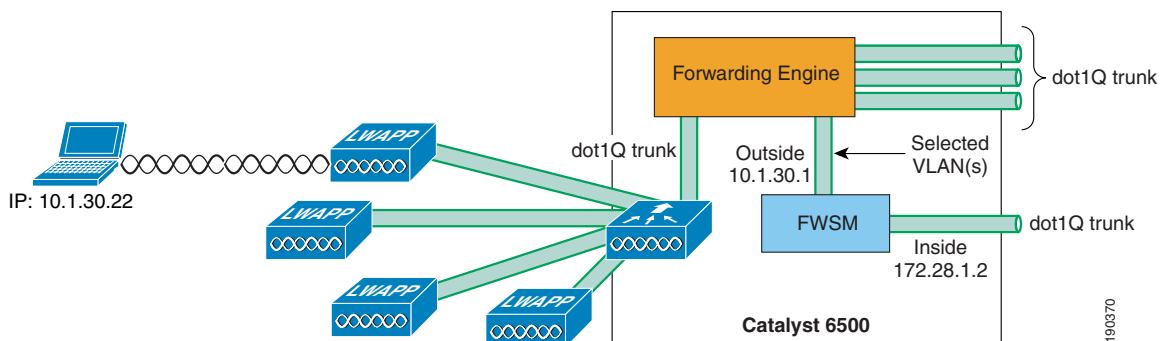 Forwarding Engine
dot1Q trunk
LWAPP
dot1Q trunk
Outside
10.1.30.1
Selected
VLAN(s)
IP: 10.1.30.22
LWAPP
FWSM
dot1Q trunk
Inside
172.28.1.2
LWAPP
LWAPP
Catalyst 6500
190370